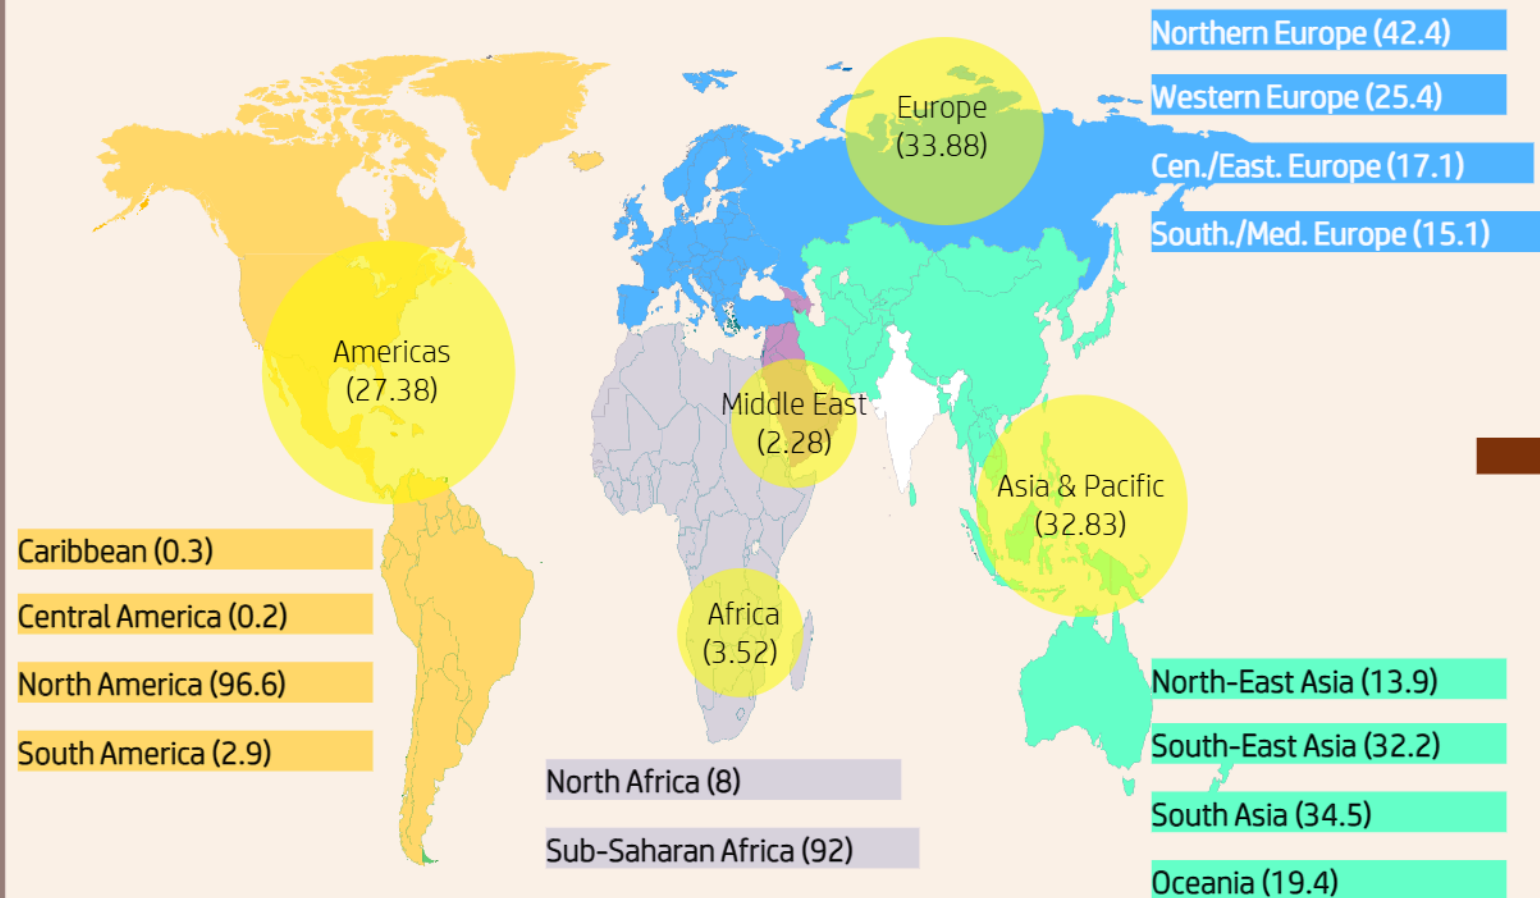 Northern Europe (42.4)
Western Europe (25.4)
Cen./East. Europe (17.1)
South./Med. Europe (15.1)
Europe
(33.88)
Americas
(27.38)
Middle East
(2.28)
Asia & Pacific
(32.83)
Africa
(3.52)
Caribbean (0.3)
Central America (0.2)
North America (96.6)
South America (2.9)
North Africa (8)
Sub-Saharan Africa (92)
North-East Asia (13.9)
South-East Asia (32.2)
South Asia (34.5)
Oceania (19.4)